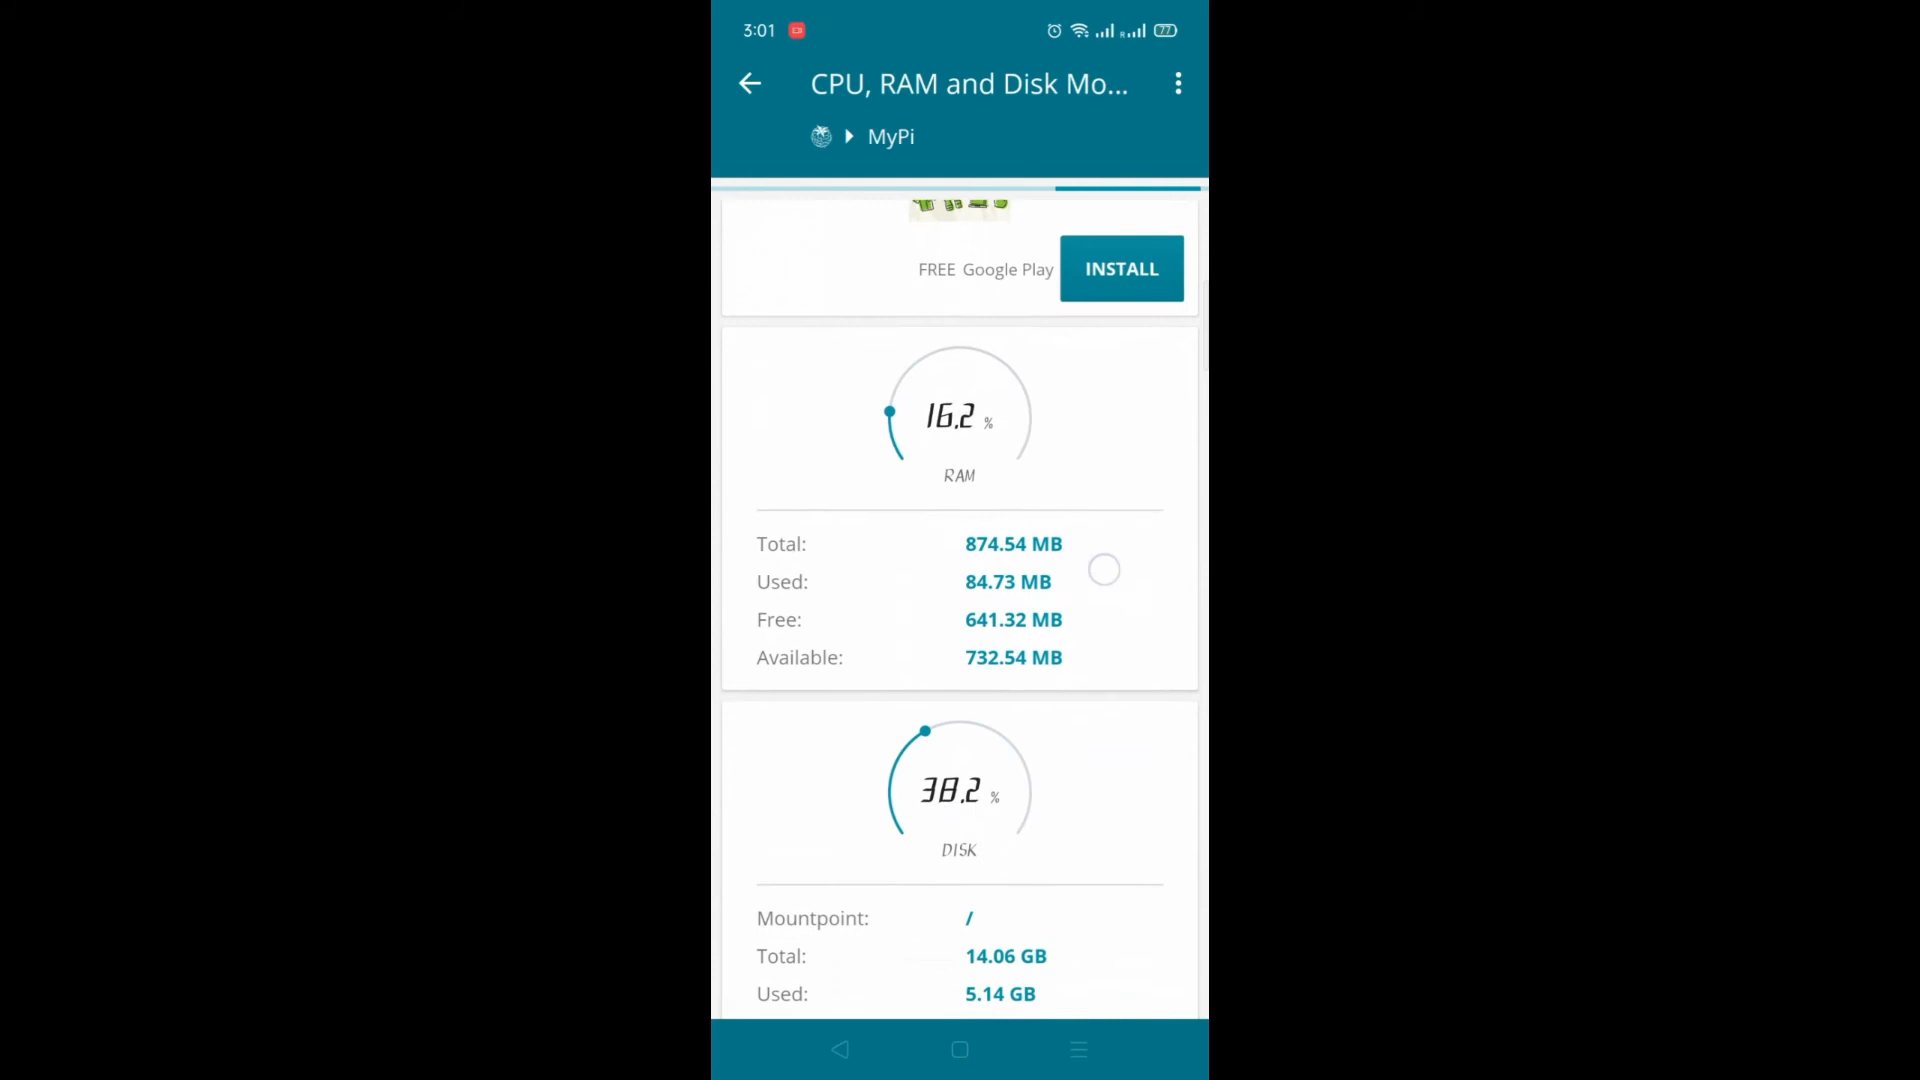 3:01
77
CPU, RAM and Disk Mo...
MyPi
FREE Google Play INSTALL
16.2 %
RAM
Total: 874.54 MB
Used: 84.73 MB
Free: 641.32 MB
Available: 732.54 MB
38.2 %
DISK
Mountpoint: /
Total: 14.06 GB
Used: 5.14 GB